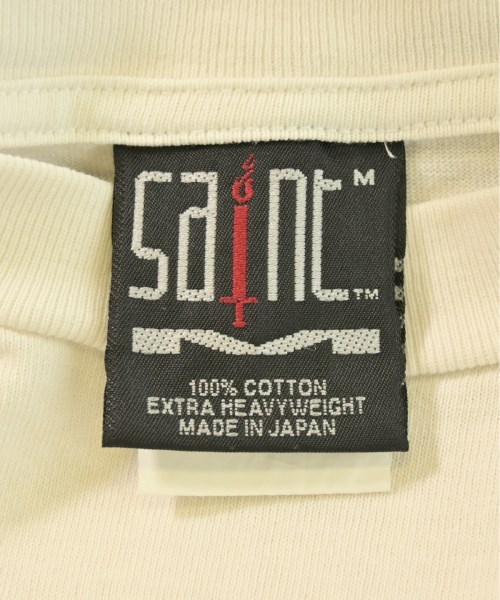 saint M
TM
100% COTTON
EXTRA HEAVYWEIGHT
MADE IN JAPAN